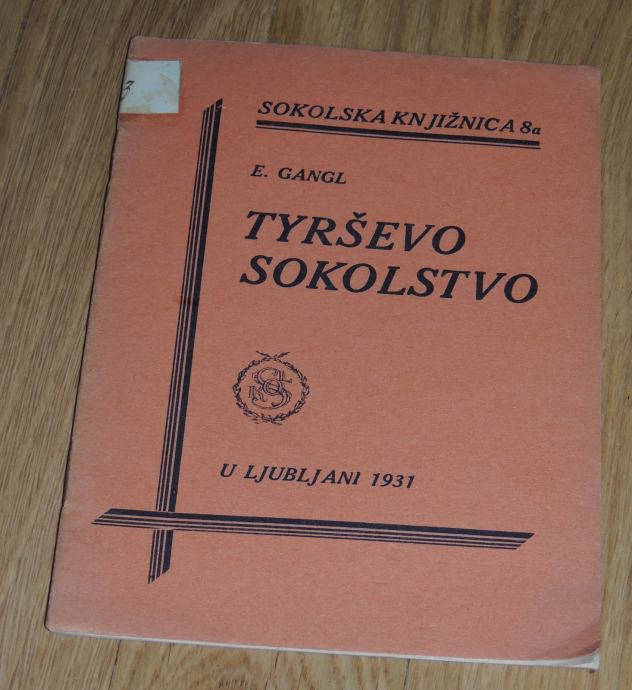 SOKOLSKA KNJIŽNICA 8a
E. GANGL
TYRŠEVO
SOKOLSTVO
U LJUBLJANI 1931